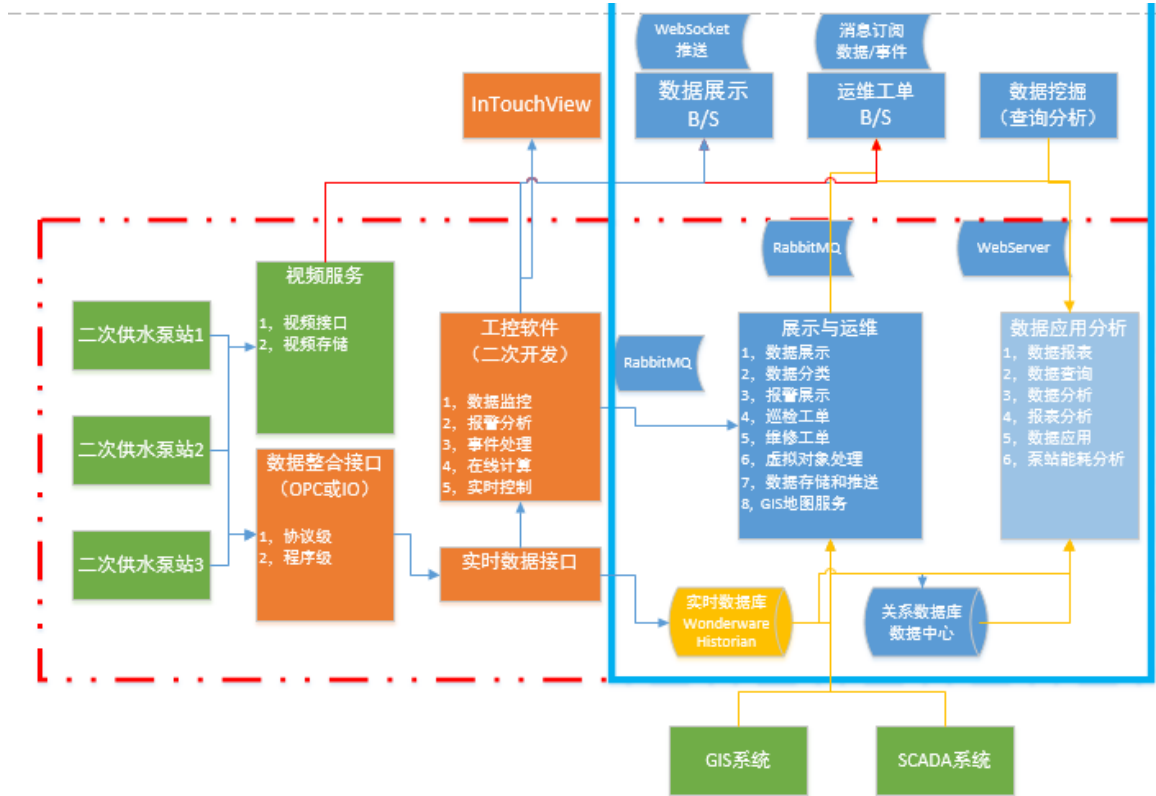 WebSocket
推送
消息订阅
数据/事件
InTouchView
数据展示
B/S
运维工单
B/S
数据挖掘
（查询分析）
RabbitMQ
WebServer
视频服务
1，视频接口
2，视频存储
二次供水泵站1
二次供水泵站2
二次供水泵站3
数据整合接口
（OPC或IO）
1，协议级
2，程序级
工控软件
（二次开发）
1，数据监控
2，报警分析
3，事件处理
4，在线计算
5，实时控制
实时数据接口
RabbitMQ
展示与运维
1，数据展示
2，数据分类
3，报警展示
4，巡检工单
5，维修工单
6，虚拟对象处理
7，数据存储和推送
8，GIS地图服务
数据应用分析
1，数据报表
2，数据查询
3，数据分析
4，报表分析
5，数据应用
6，泵站能耗分析
实时数据库
Wonderware
Historian
关系数据库
数据中心
GIS系统
SCADA系统